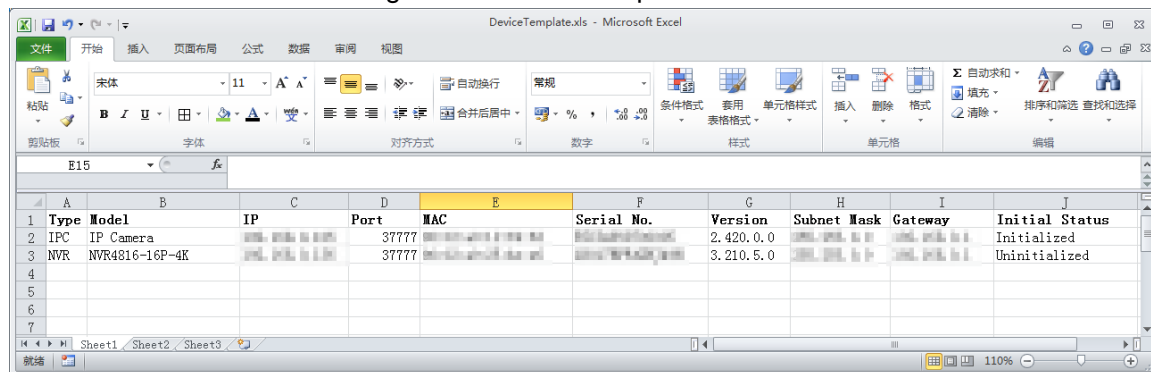 DeviceTemplate.xls - Microsoft Excel
文件 开始 插入 页面布局 公式 数据 审阅 视图
宋体 11 自动换行 常规 Σ 自动求和
粘贴 B I U A wén 合并后居中 % , 条件格式 套用 表格格式 单元格样式 插入 删除 格式 填充 清除 排序和筛选 查找和选择
剪贴板 字体 对齐方式 数字 样式 单元格 编辑
E15 fx
A B C D E F G H I J
1 Type Model IP Port MAC Serial No. Version Subnet Mask Gateway Initial Status
2 IPC IP Camera 37777 2.420.0.0 Initialized
3 NVR NVR4816-16P-4K 37777 3.210.5.0 Uninitialized
4
5
6
7
Sheet1 Sheet2 Sheet3
就绪 110%